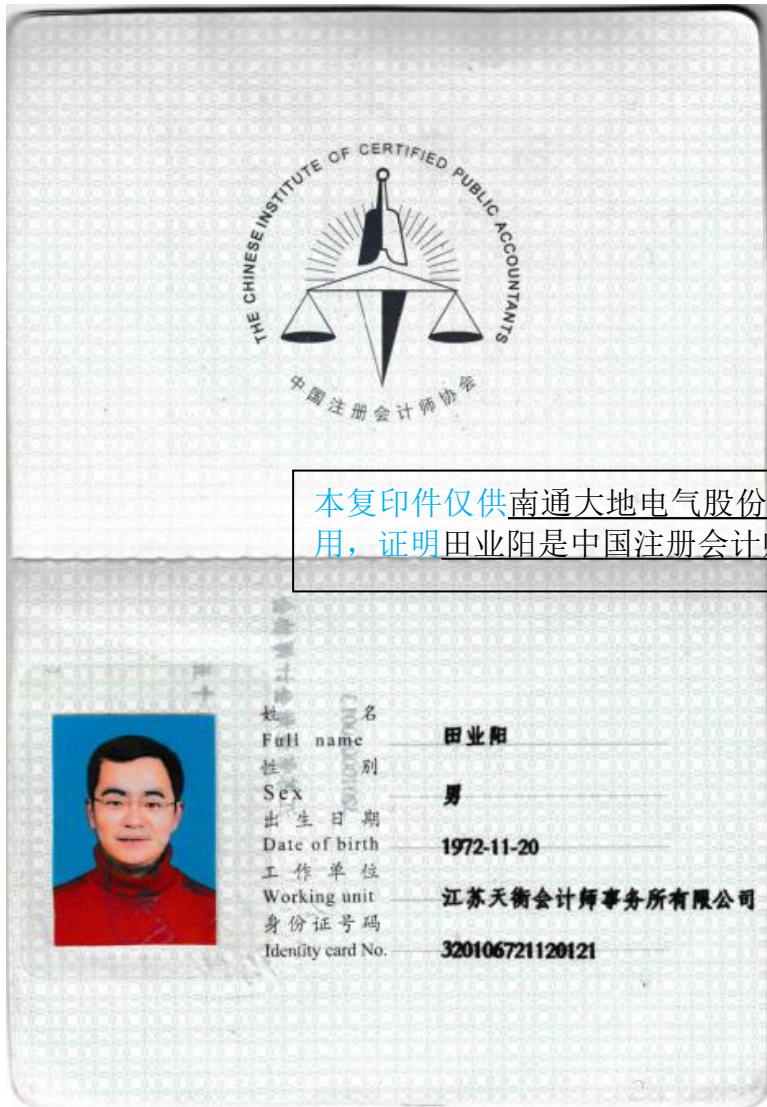 THE CHINESE INSTITUTE OF CERTIFIED PUBLIC ACCOUNTANTS
中国注册会计师协会
本复印件仅供南通大地电气股份
用，证明田业阳是中国注册会计师
姓 名
Full name
田业阳
性 别
Sex
男
出 生 日 期
Date of birth
1972-11-20
工 作 单 位
Working unit
江苏天衡会计师事务所有限公司
身 份 证 号 码
Identity card No.
320106721120121